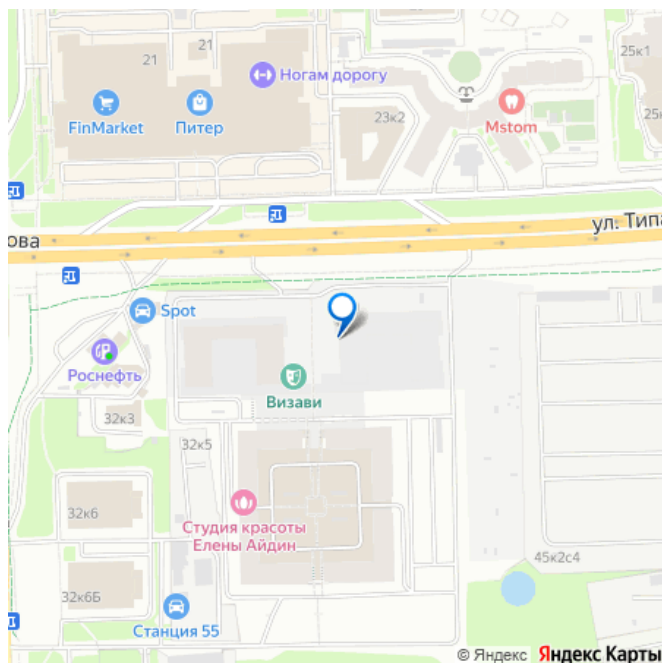 21
21
Ногам дорогу
25к1
FinMarket
Питер
23к2
Mstom
25к
ова
ул. Типа
Spot
Роснефть
Визави
32к3
32к5
32к6
Студия красоты
Елены Айдин
45к2с4
32к6Б
Станция 55
© Яндекс Яндекс Карты